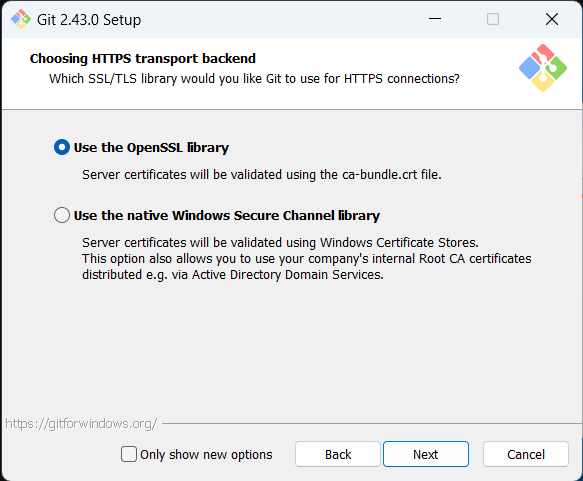 Git 2.43.0 Setup
Choosing HTTPS transport backend
Which SSL/TLS library would you like Git to use for HTTPS connections?
Use the OpenSSL library
Server certificates will be validated using the ca-bundle.crt file.
Use the native Windows Secure Channel library
Server certificates will be validated using Windows Certificate Stores.
This option also allows you to use your company's internal Root CA certificates
distributed e.g. via Active Directory Domain Services.
https://gitforwindows.org/
Only show new options
Back
Next
Cancel